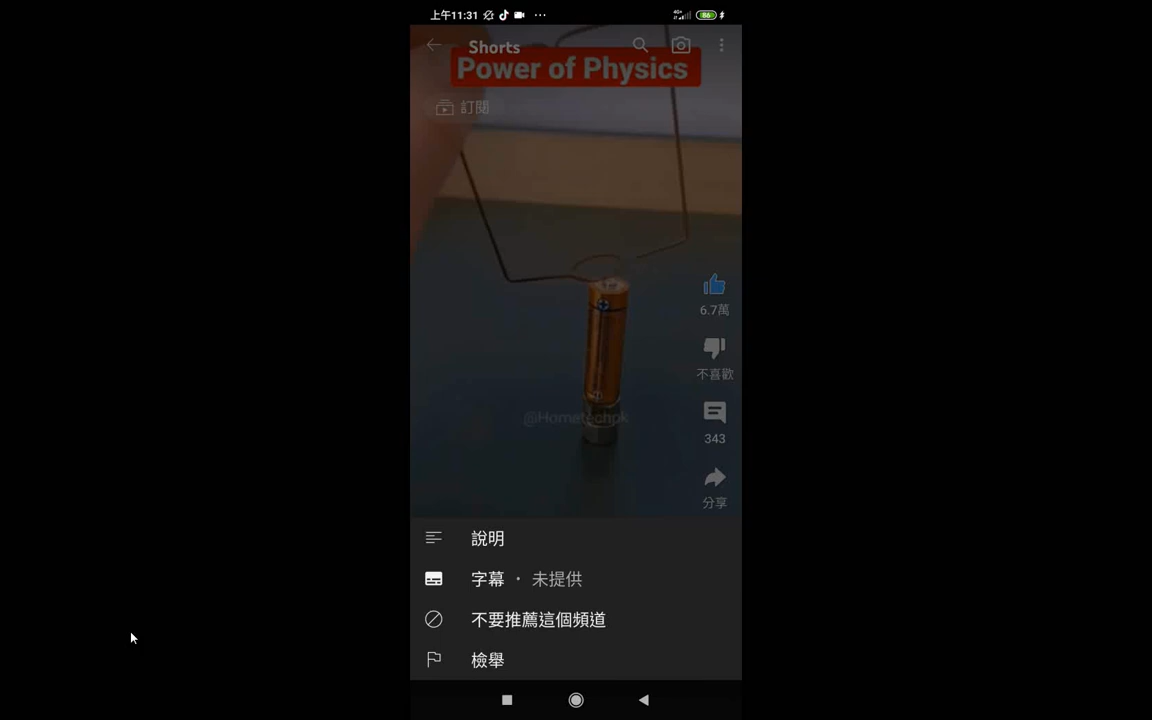 上午11:31
4G+
86
Shorts
Power of Physics
訂閱
6.7萬
不喜歡
@Hometechpk
343
分享
說明
字幕 · 未提供
不要推薦這個頻道
檢舉